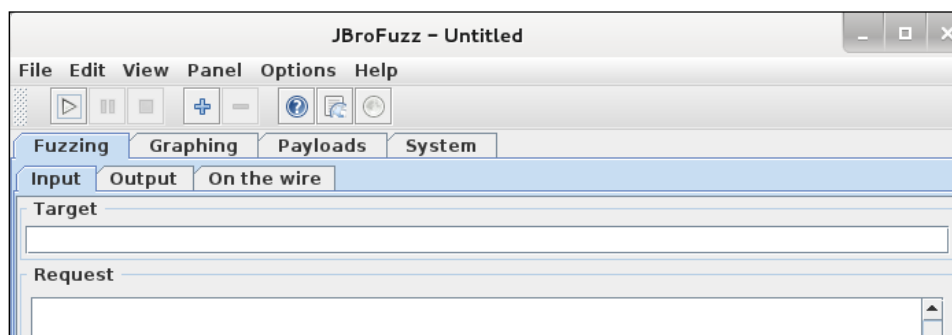 JBroFuzz – Untitled
File Edit View Panel Options Help
Fuzzing Graphing Payloads System
Input Output On the wire
Target
Request